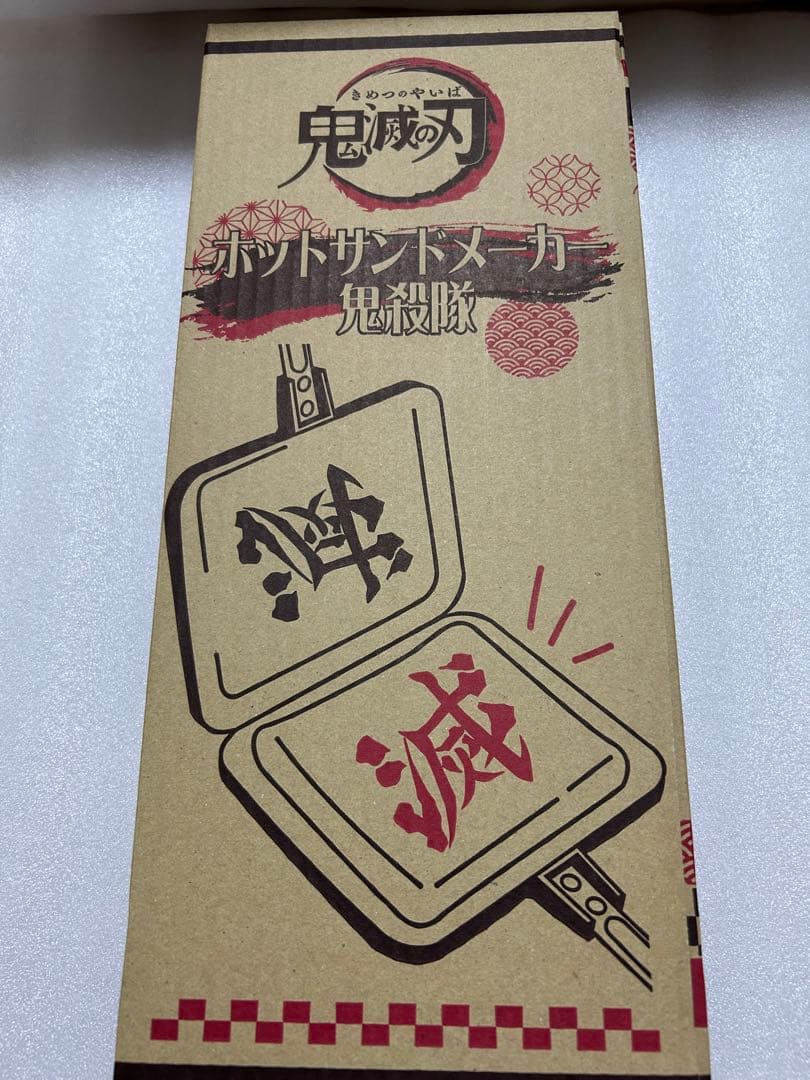 きめつのやいば
鬼滅の刃
ホットサンドメーカー
鬼殺隊
滅
滅